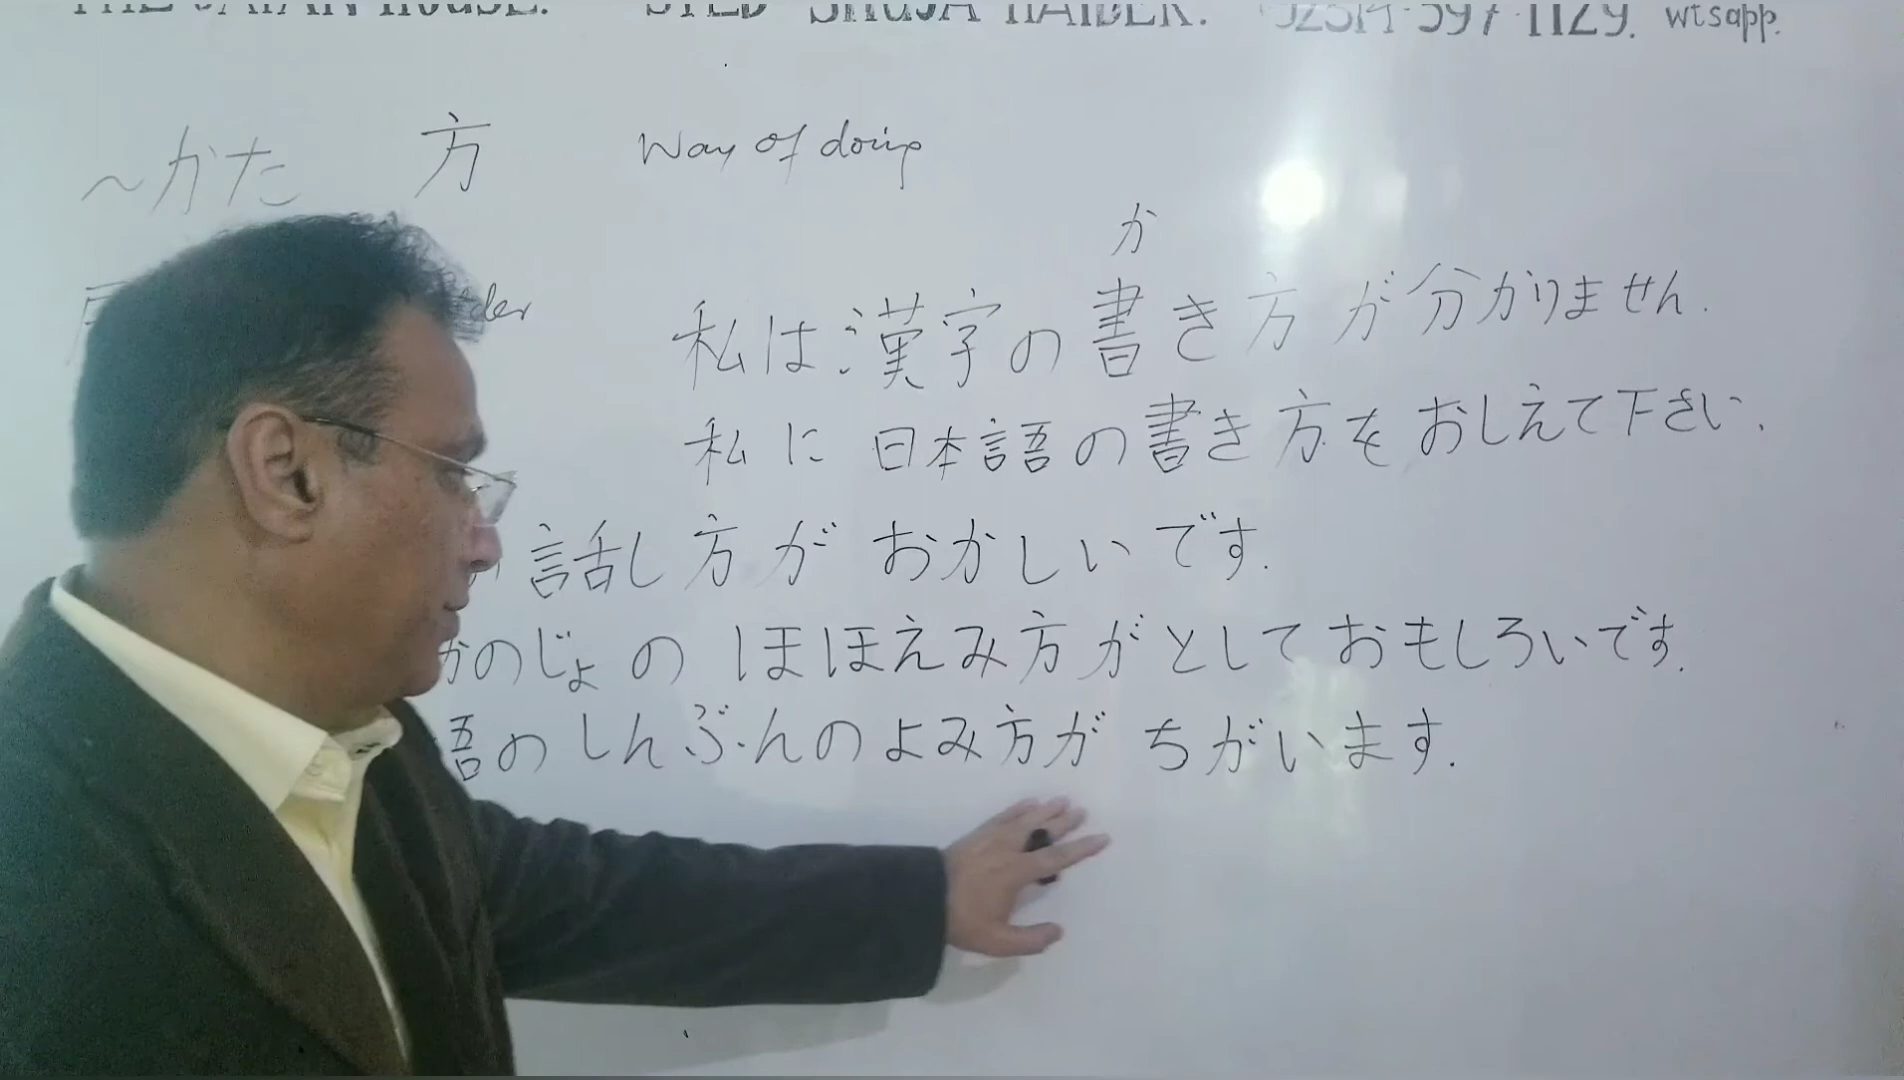 THE JAPAN HOUSE. SYED SHUJA HAIDER. wtsapp.
~かた 方 Way of doing
か
私は漢字の書き方が分かりません.
私に日本語の書き方をおしえて下さい.
話し方がおかしいです.
かのじょのほほえみ方がとしておもしろいです.
語のしんぶんのよみ方がちがいます.